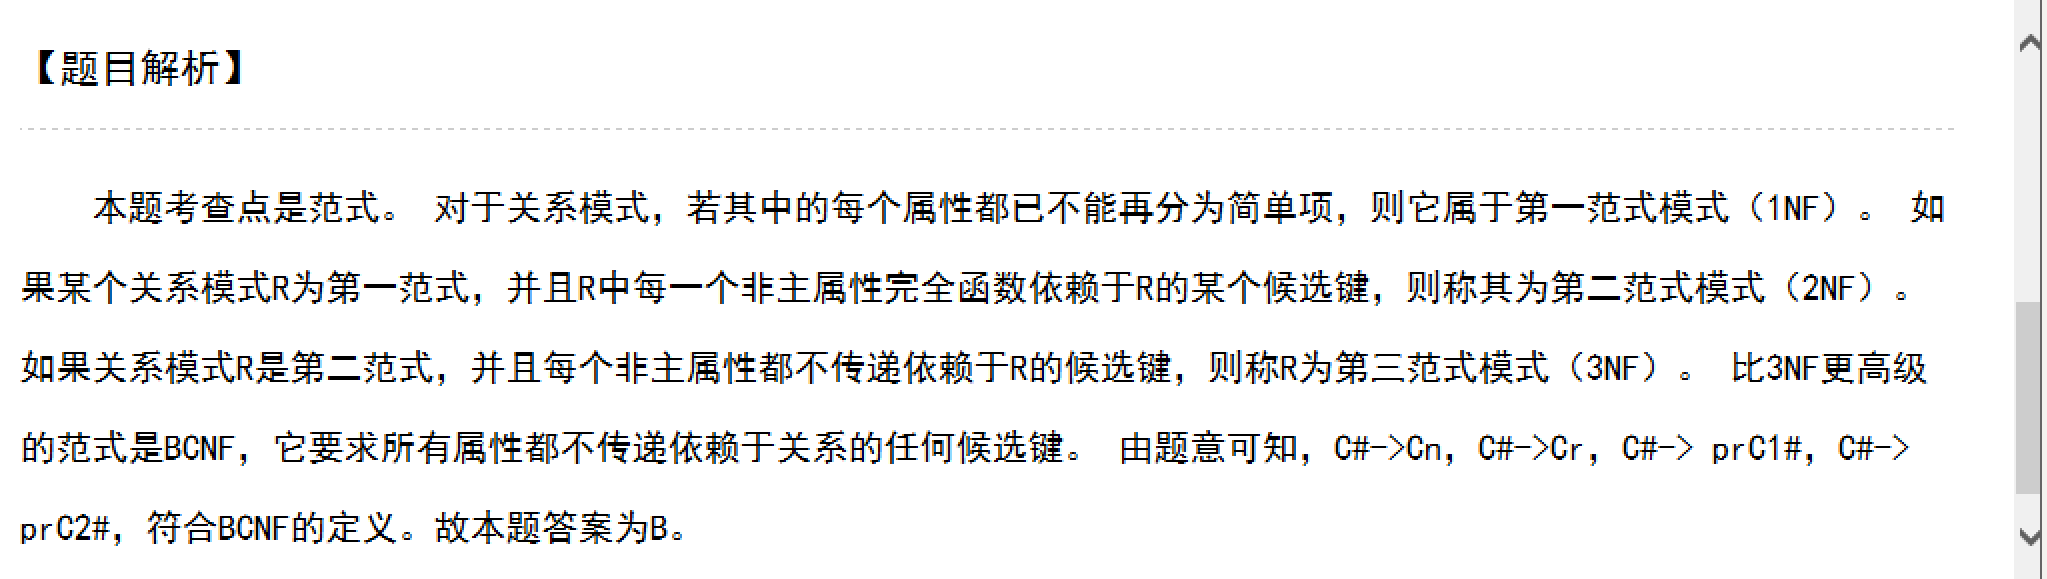 【题目解析】
本题考查点是范式。 对于关系模式，若其中的每个属性都已不能再分为简单项，则它属于第一范式模式（1NF）。 如
果某个关系模式R为第一范式，并且R中每一个非主属性完全函数依赖于R的某个候选键，则称其为第二范式模式（2NF）。
如果关系模式R是第二范式，并且每个非主属性都不传递依赖于R的候选键，则称R为第三范式模式（3NF）。 比3NF更高级
的范式是BCNF，它要求所有属性都不传递依赖于关系的任何候选键。 由题意可知，C#->Cn，C#->Cr，C#-> prC1#，C#->
prC2#，符合BCNF的定义。故本题答案为B。